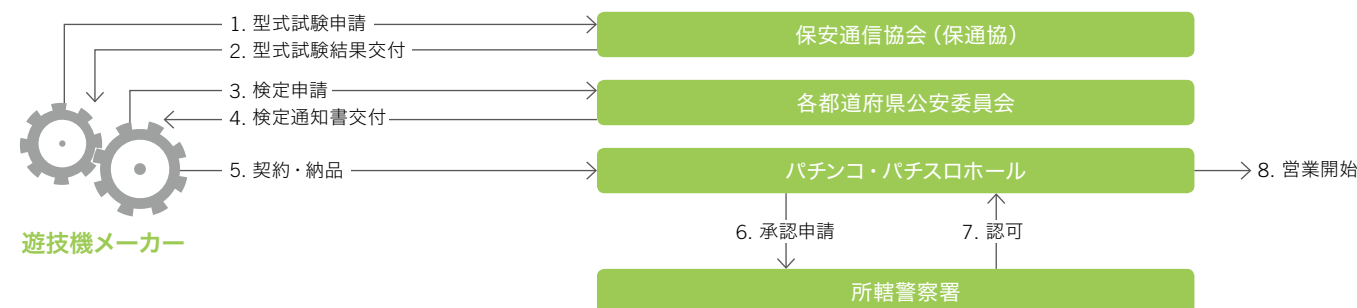 1. 型式試験申請
保安通信協会（保通協）
2. 型式試験結果交付
3. 検定申請
各都道府県公安委員会
4. 検定通知書交付
5. 契約・納品
パチンコ・パチスロホール
8. 営業開始
6. 承認申請
7. 認可
遊技機メーカー
所轄警察署